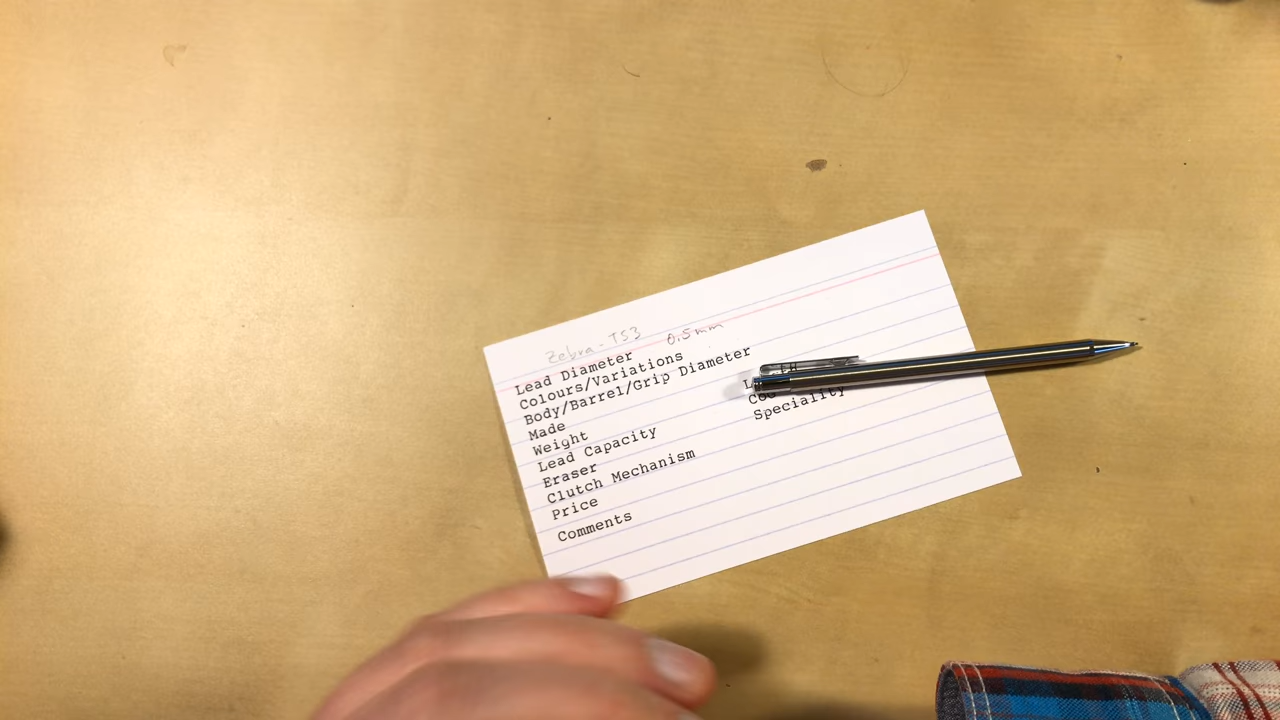 Zebra - TS3
Lead Diameter 0.5mm
Colours/Variations
Body/Barrel/Grip Diameter
Made
Weight
Lead Capacity
Eraser
Clutch Mechanism
Price
Comments
Speciality